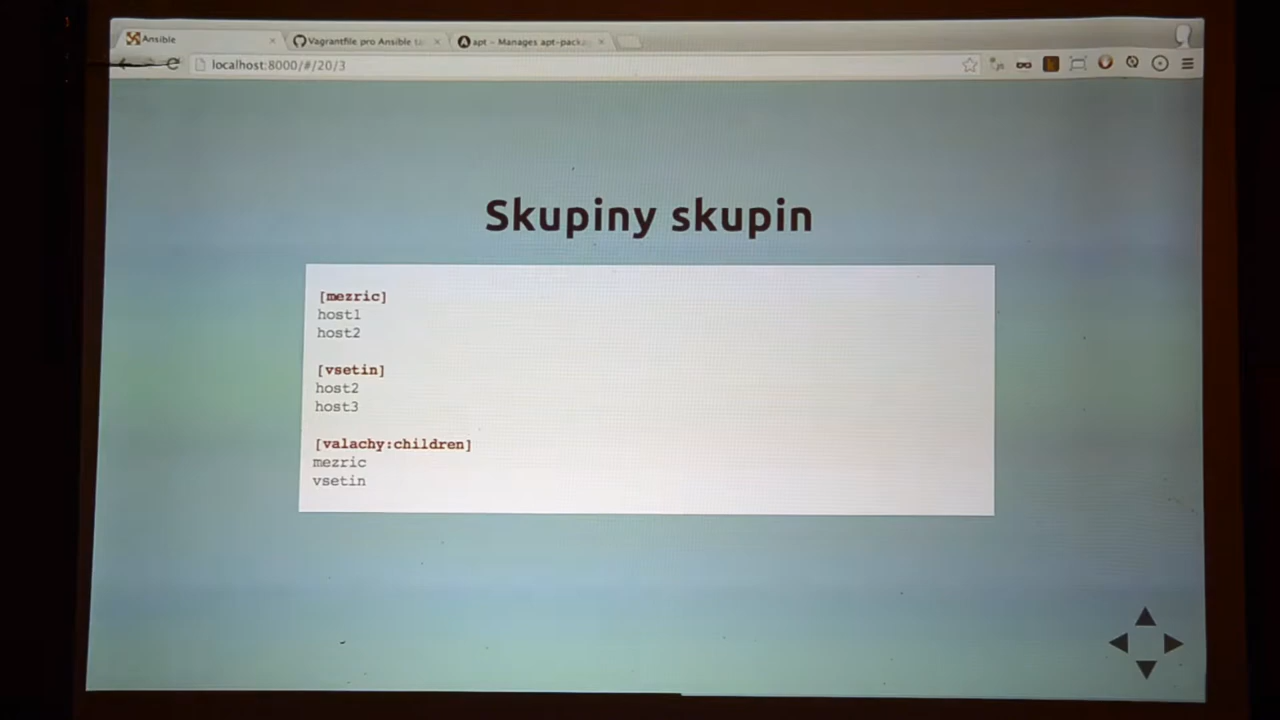 Ansible
Vagrantfile pro Ansible
apt - Manages apt-pack
localhost:8000/#/20/3
Skupiny skupin
[mezric]
host1
host2
[vsetin]
host2
host3
[valachy:children]
mezric
vsetin